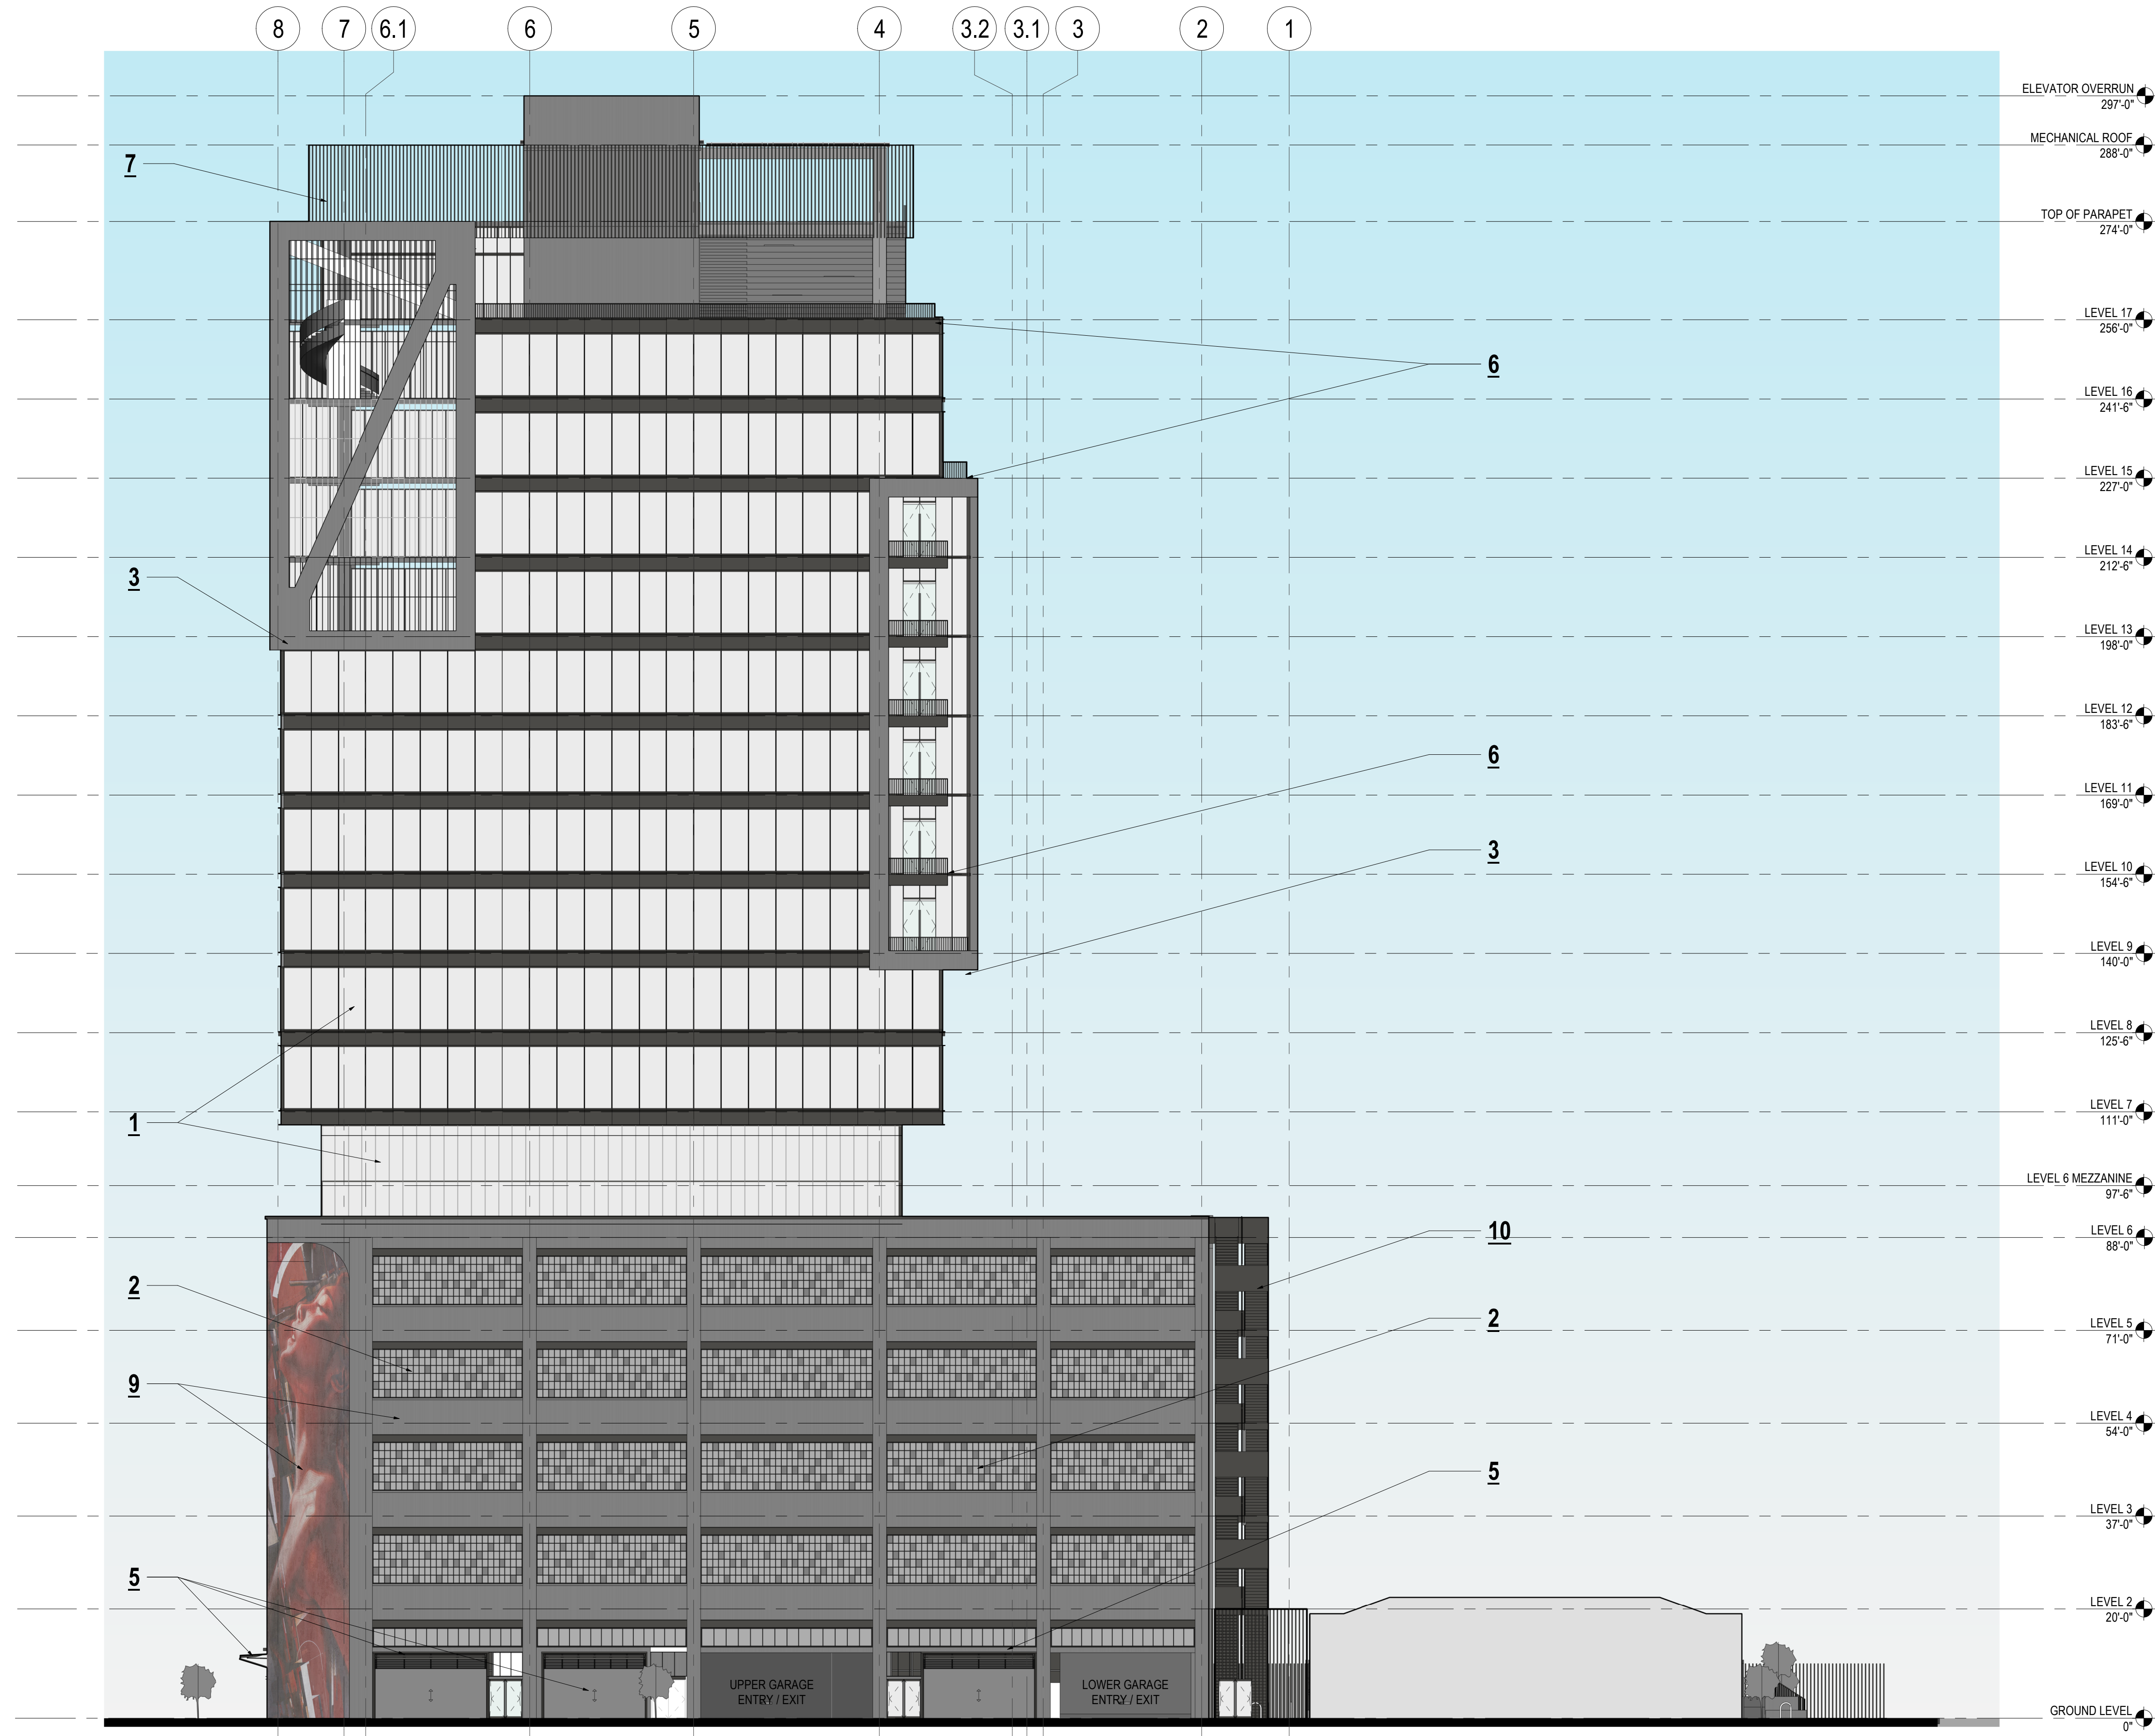 8 7 6.1 6 5 4 3.2 3.1 3 2 1
ELEVATOR OVERRUN
297'-0"
MECHANICAL ROOF
288'-0"
7
TOP OF PARAPET
274'-0"
LEVEL 17
256'-0"
6
LEVEL 16
241'-6"
LEVEL 15
227'-0"
LEVEL 14
212'-6"
3
LEVEL 13
198'-0"
LEVEL 12
183'-6"
6
LEVEL 11
169'-0"
3
LEVEL 10
154'-6"
LEVEL 9
140'-0"
LEVEL 8
125'-6"
1
LEVEL 7
111'-0"
LEVEL 6 MEZZANINE
97'-6"
10
LEVEL 6
88'-0"
2
2
LEVEL 5
71'-0"
9
LEVEL 4
54'-0"
5
LEVEL 3
37'-0"
5
LEVEL 2
20'-0"
UPPER GARAGE
ENTRY / EXIT
LOWER GARAGE
ENTRY / EXIT
GROUND LEVEL
0"